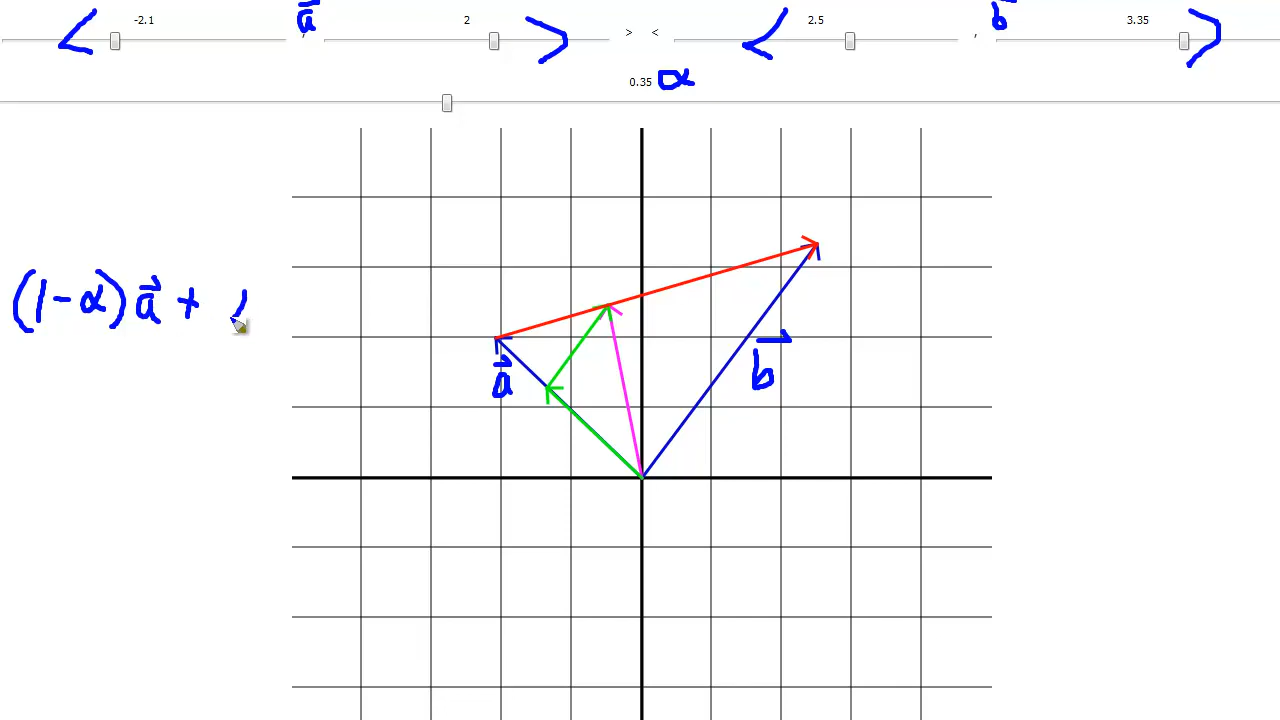 -2.1 2 2.5 3.35
< a⃗ , > > < < , b⃗ >
0.35 α
(1-α)a⃗ +
a⃗
b⃗